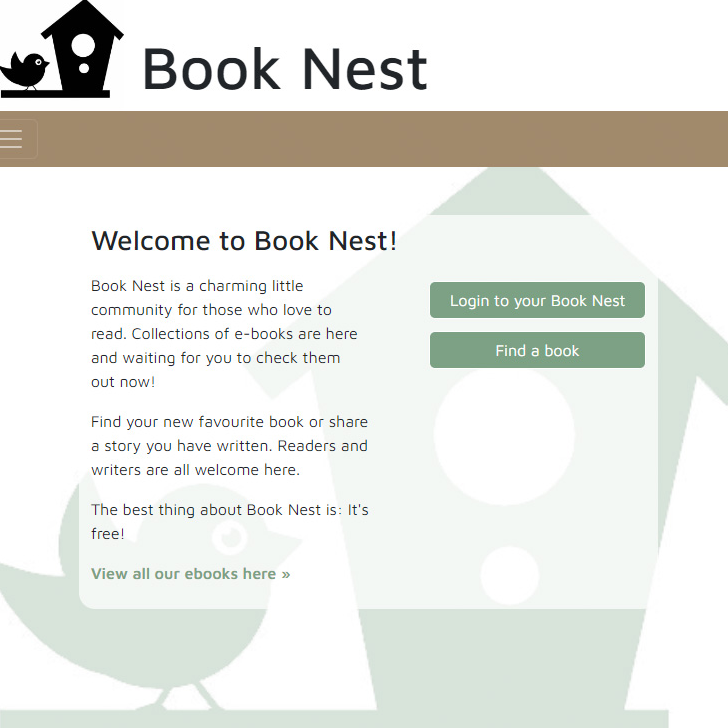 Book Nest
Welcome to Book Nest!
Book Nest is a charming little
community for those who love to
read. Collections of e-books are here
and waiting for you to check them
out now!
Find your new favourite book or share
a story you have written. Readers and
writers are all welcome here.
The best thing about Book Nest is: It's
free!
View all our ebooks here »
Login to your Book Nest
Find a book